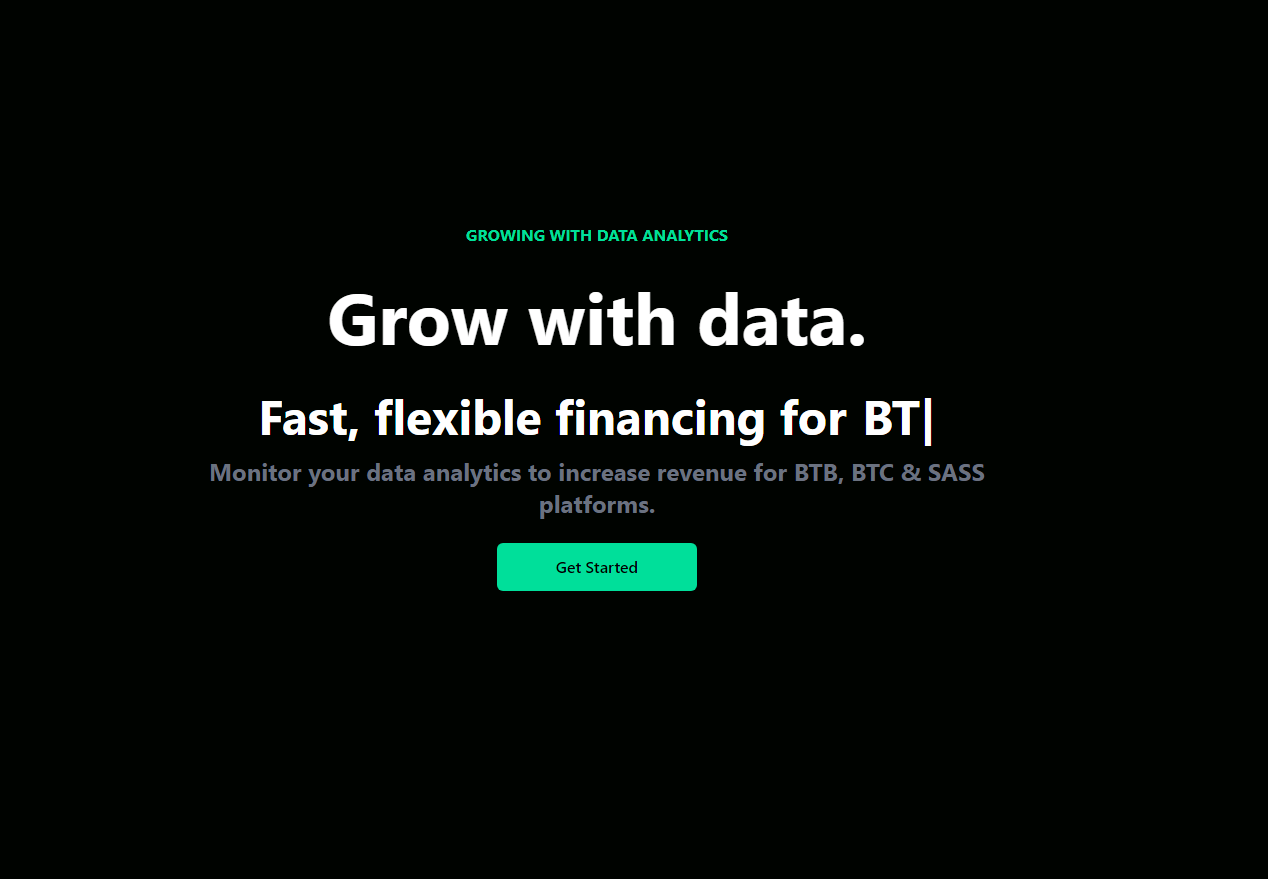 GROWING WITH DATA ANALYTICS
Grow with data.
Fast, flexible financing for BT|
Monitor your data analytics to increase revenue for BTB, BTC & SASS
platforms.
Get Started